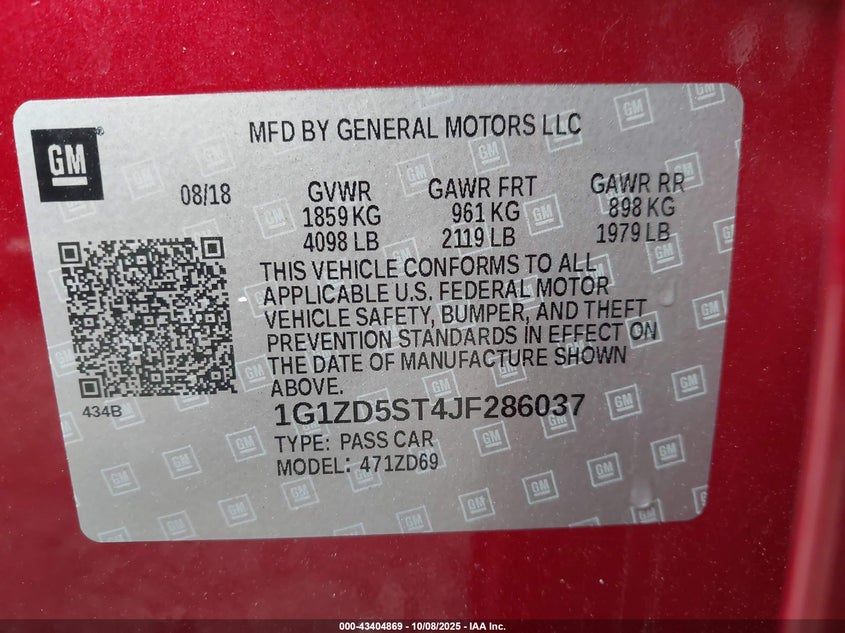 GM
MFD BY GENERAL MOTORS LLC
08/18
GVWR
1859 KG
4098 LB
GAWR FRT
961 KG
2119 LB
GAWR RR
898 KG
1979 LB
THIS VEHICLE CONFORMS TO ALL
APPLICABLE U.S. FEDERAL MOTOR
VEHICLE SAFETY, BUMPER, AND THEFT
PREVENTION STANDARDS IN EFFECT ON
THE DATE OF MANUFACTURE SHOWN
ABOVE.
434B
1G1ZD5ST4JF286037
TYPE: PASS CAR
MODEL: 471ZD69
000-43404869 | 10/08/2025 - IAA Inc.